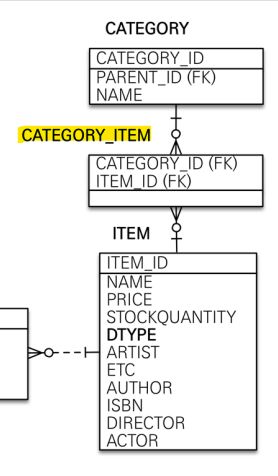 CATEGORY
CATEGORY_ID
PARENT_ID (FK)
NAME
CATEGORY_ITEM
CATEGORY_ID (FK)
ITEM_ID (FK)
ITEM
ITEM_ID
NAME
PRICE
STOCKQUANTITY
DTYPE
ARTIST
ETC
AUTHOR
ISBN
DIRECTOR
ACTOR